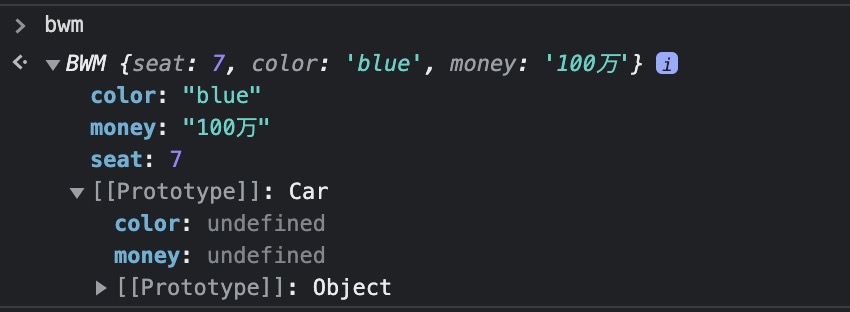 > bwm
BWM {seat: 7, color: 'blue', money: '100万'} i
color: "blue"
money: "100万"
seat: 7
[[Prototype]]: Car
color: undefined
money: undefined
[[Prototype]]: Object